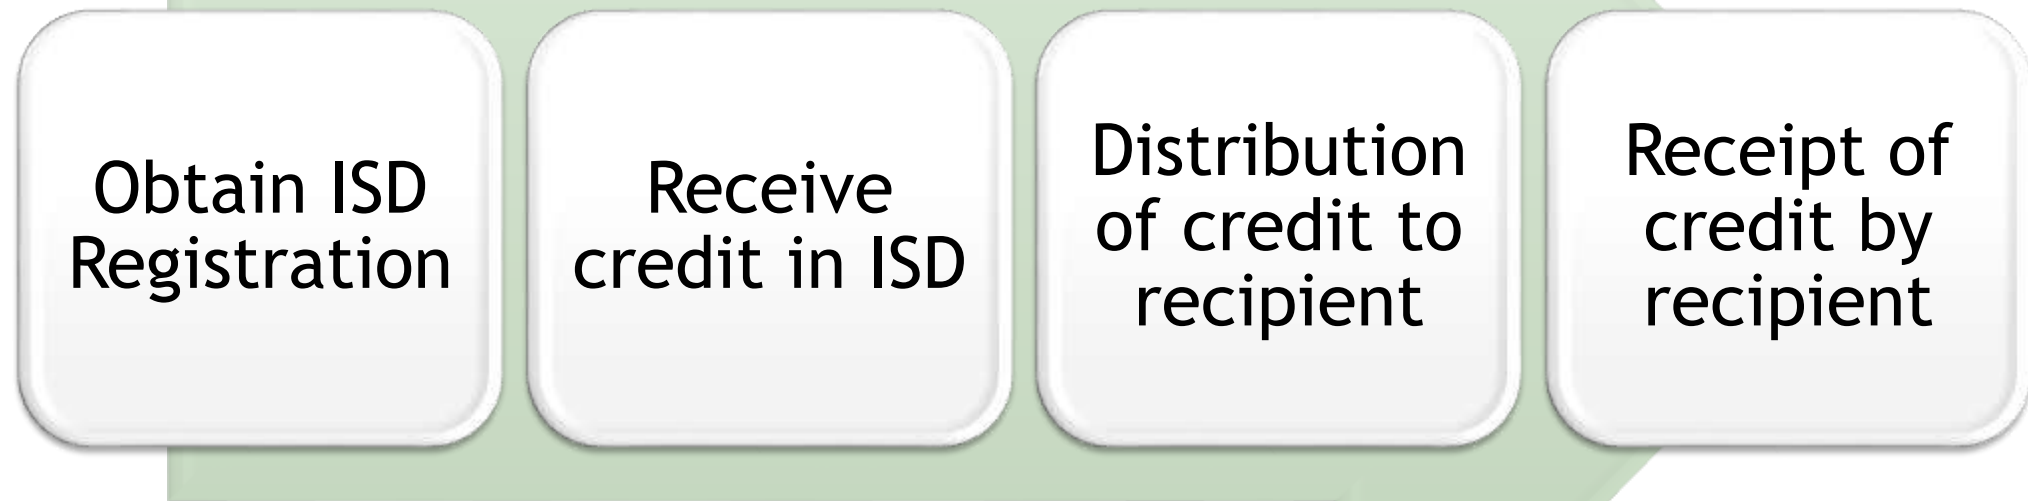 Obtain ISD
Registration
Receive
credit in ISD
Distribution
of credit to
recipient
Receipt of
credit by
recipient